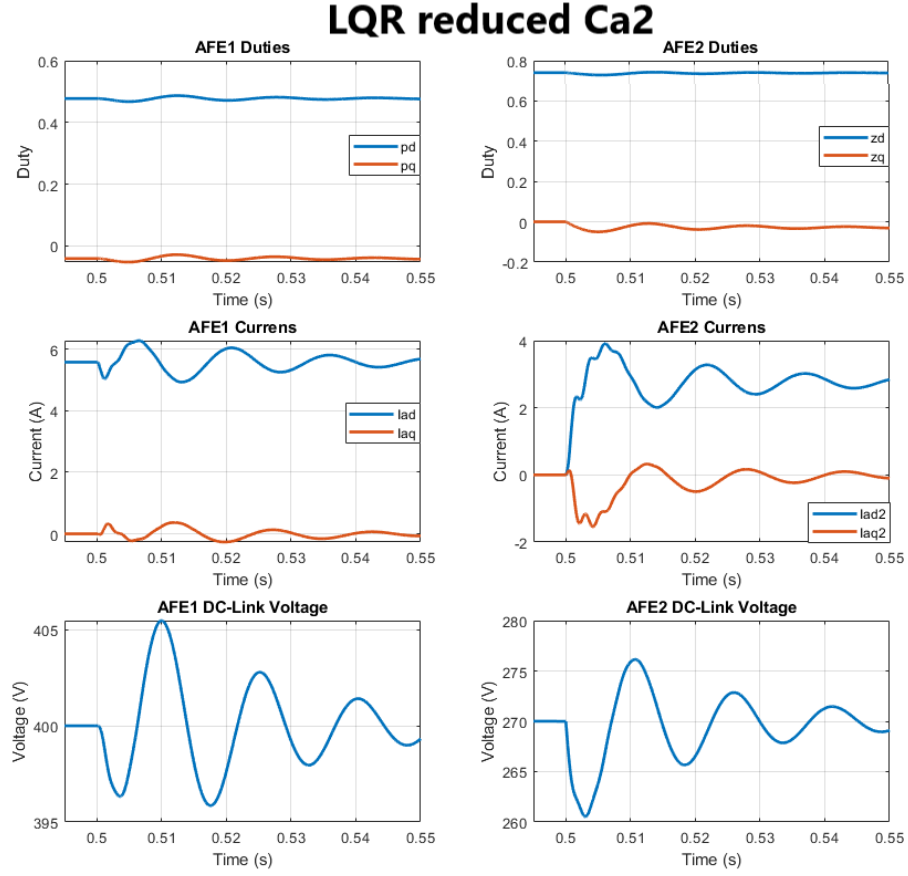 LQR reduced Ca2
AFE1 Duties
0.6
0.4
0.2
0
Duty
pd
pq
0.5 0.51 0.52 0.53 0.54 0.55
Time (s)
AFE2 Duties
0.8
0.6
0.4
0.2
0
-0.2
Duty
zd
zq
0.5 0.51 0.52 0.53 0.54 0.55
Time (s)
AFE1 Currens
6
4
2
0
Current (A)
Iad
Iaq
0.5 0.51 0.52 0.53 0.54 0.55
Time (s)
AFE2 Currens
4
2
0
-2
Current (A)
Iad2
Iaq2
0.5 0.51 0.52 0.53 0.54 0.55
Time (s)
AFE1 DC-Link Voltage
405
400
395
Voltage (V)
0.5 0.51 0.52 0.53 0.54 0.55
Time (s)
AFE2 DC-Link Voltage
280
275
270
265
260
Voltage (V)
0.5 0.51 0.52 0.53 0.54 0.55
Time (s)